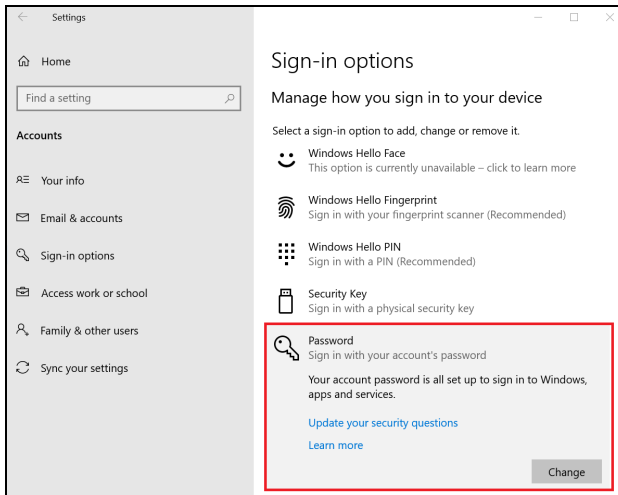 Settings
Home
Find a setting
Accounts
Your info
Email & accounts
Sign-in options
Access work or school
Family & other users
Sync your settings
Sign-in options
Manage how you sign in to your device
Select a sign-in option to add, change or remove it.
Windows Hello Face
This option is currently unavailable – click to learn more
Windows Hello Fingerprint
Sign in with your fingerprint scanner (Recommended)
Windows Hello PIN
Sign in with a PIN (Recommended)
Security Key
Sign in with a physical security key
Password
Sign in with your account's password
Your account password is all set up to sign in to Windows,
apps and services.
Update your security questions
Learn more
Change